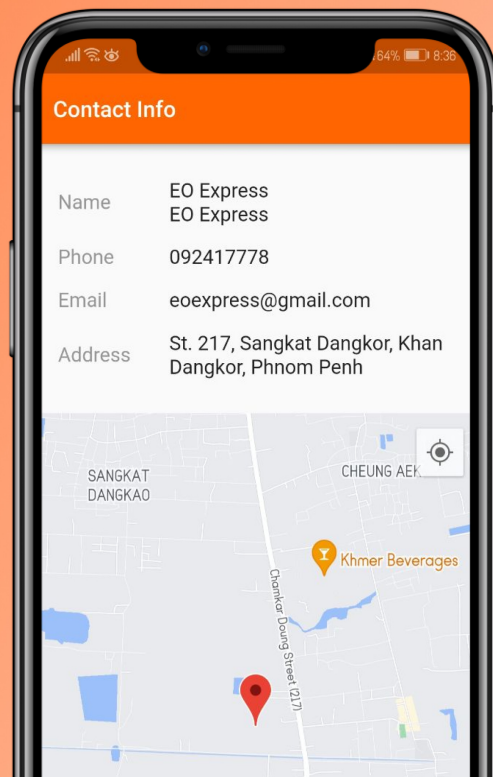 64% 8:36
Contact Info
Name
EO Express
EO Express
Phone
092417778
Email
eoexpress@gmail.com
Address
St. 217, Sangkat Dangkor, Khan
Dangkor, Phnom Penh
SANGKAT
DANGKAO
CHEUNG AEK
Khmer Beverages
Chamkar Doung Street (217)